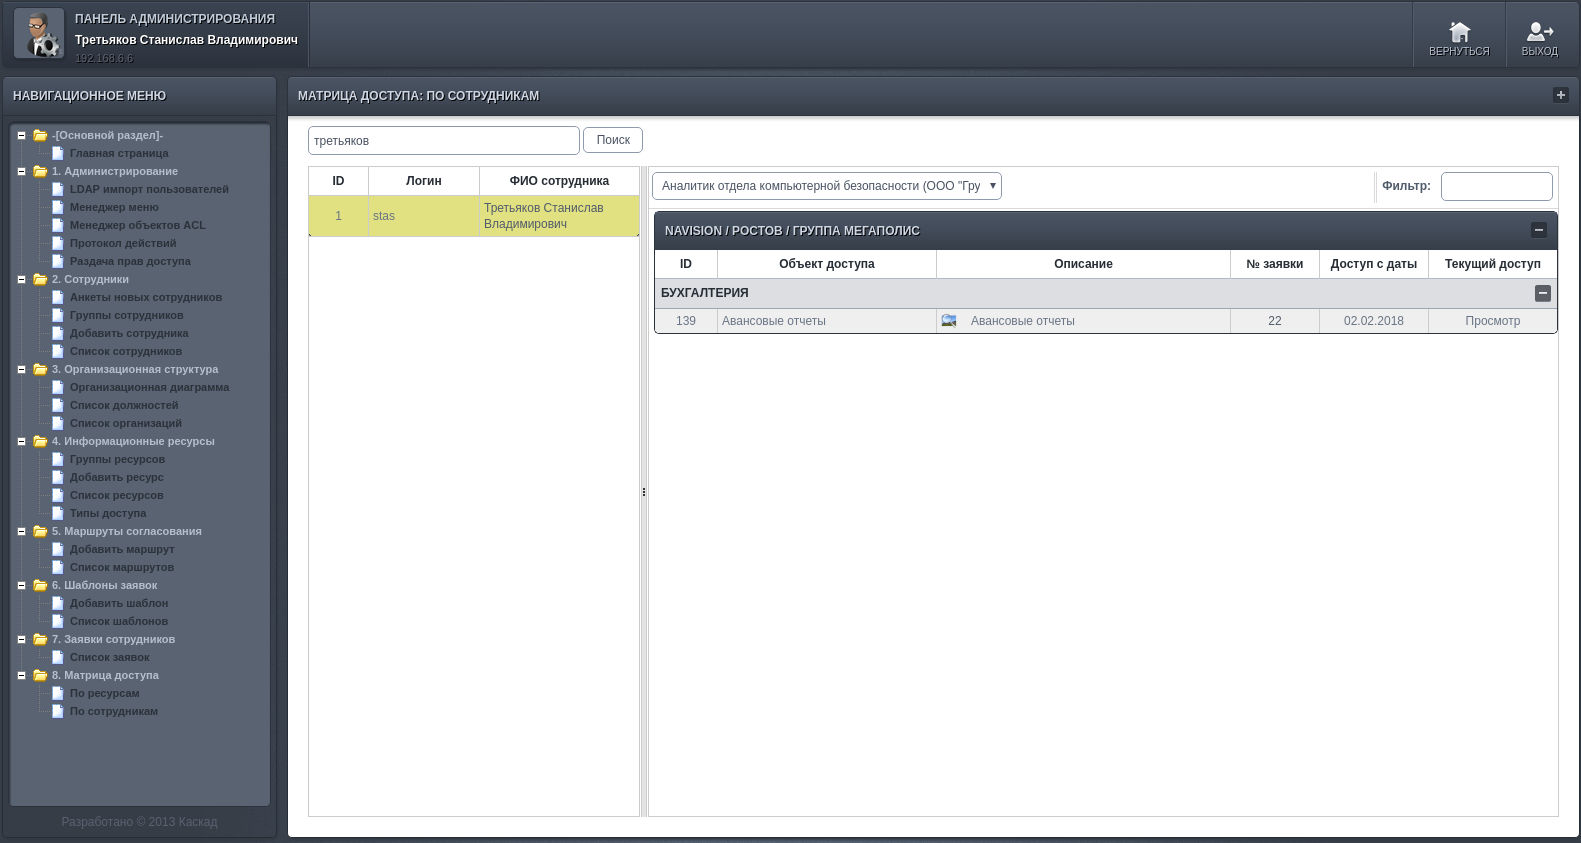 ПАНЕЛЬ АДМИНИСТРИРОВАНИЯ
Третьяков Станислав Владимирович
192.168.6.6
ВЕРНУТЬСЯ
ВЫХОД
НАВИГАЦИОННОЕ МЕНЮ
-[Основной раздел]-
Главная страница
1. Администрирование
LDAP импорт пользователей
Менеджер меню
Менеджер объектов ACL
Протокол действий
Раздача прав доступа
2. Сотрудники
Анкеты новых сотрудников
Группы сотрудников
Добавить сотрудника
Список сотрудников
3. Организационная структура
Организационная диаграмма
Список должностей
Список организаций
4. Информационные ресурсы
Группы ресурсов
Добавить ресурс
Список ресурсов
Типы доступа
5. Маршруты согласования
Добавить маршрут
Список маршрутов
6. Шаблоны заявок
Добавить шаблон
Список шаблонов
7. Заявки сотрудников
Список заявок
8. Матрица доступа
По ресурсам
По сотрудникам
Разработано © 2013 Каскад
МАТРИЦА ДОСТУПА: ПО СОТРУДНИКАМ
третьяков
Поиск
ID Логин ФИО сотрудника
1 stas Третьяков Станислав
Владимирович
Аналитик отдела компьютерной безопасности (ООО "Гру
Фильтр:
NAVISION / РОСТОВ / ГРУППА МЕГАПОЛИС
ID Объект доступа Описание № заявки Доступ с даты Текущий доступ
БУХГАЛТЕРИЯ
139 Авансовые отчеты Авансовые отчеты 22 02.02.2018 Просмотр